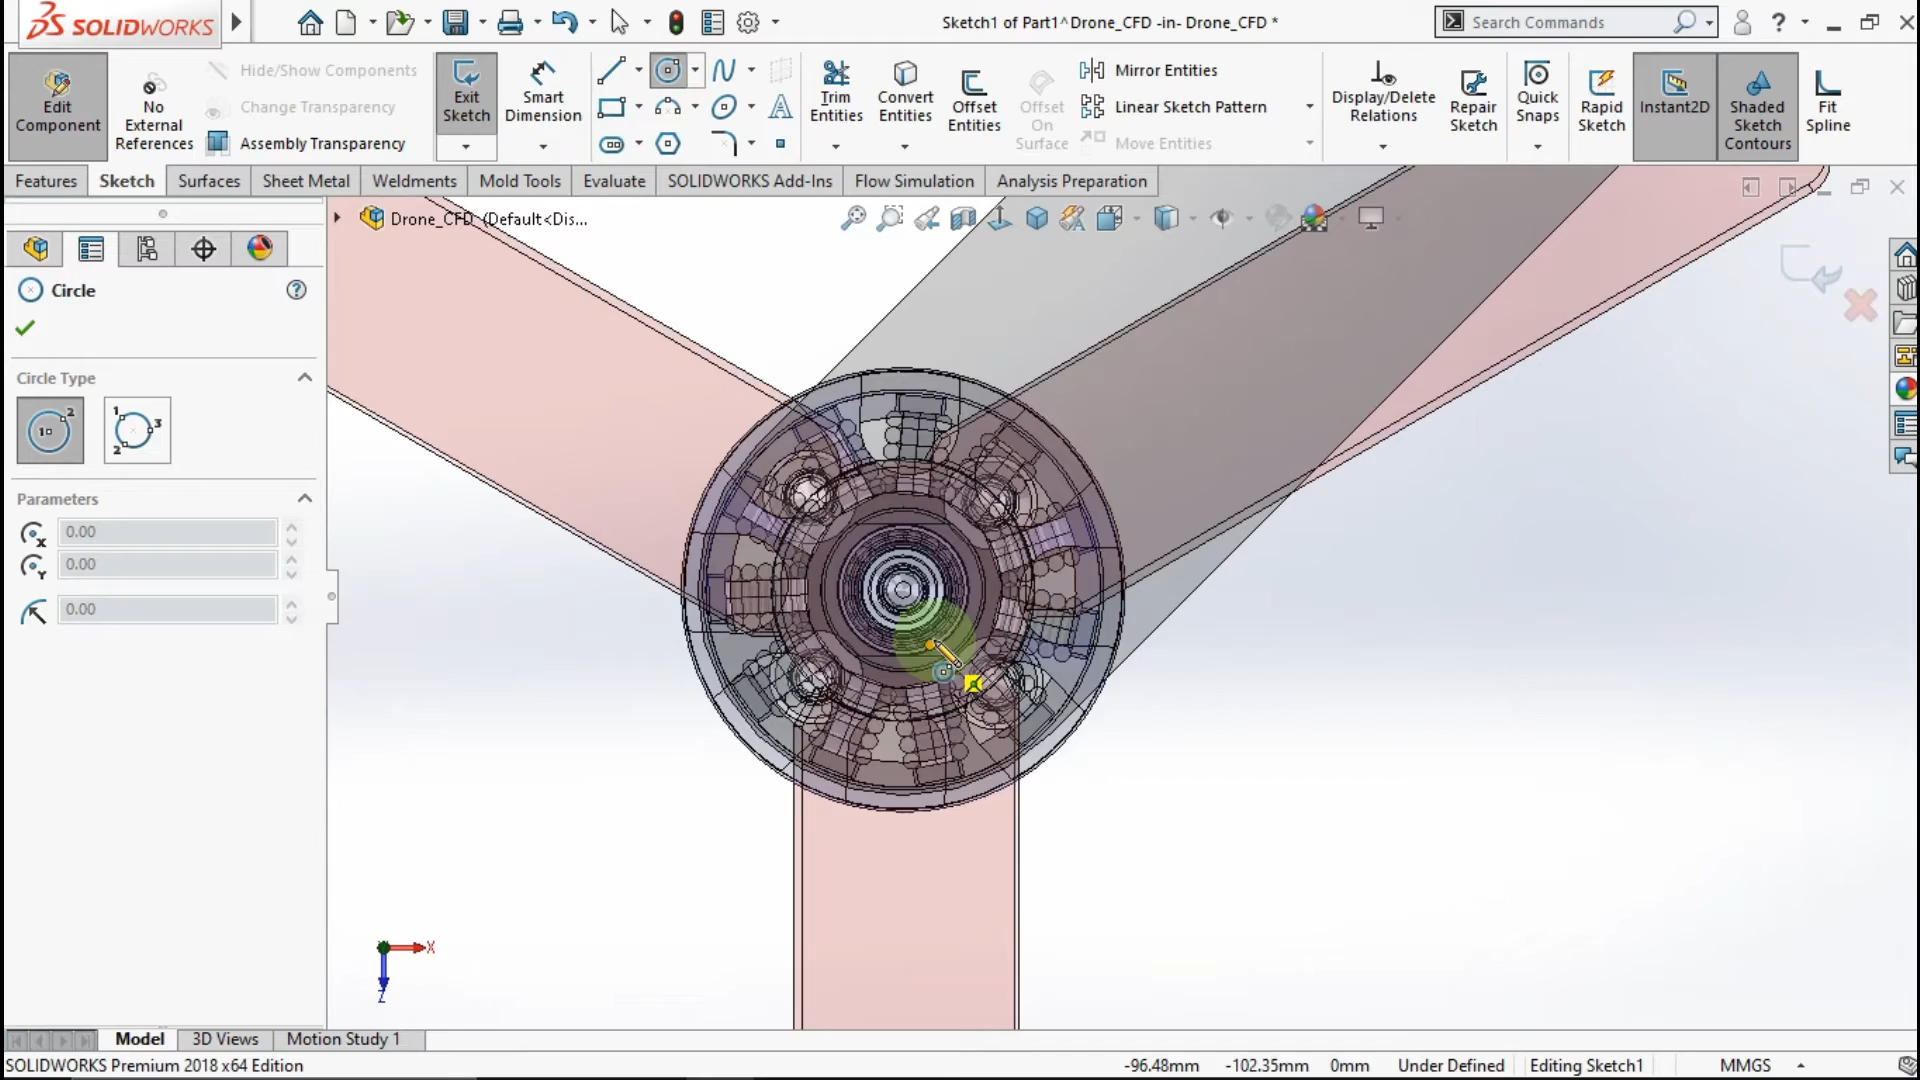 SOLIDWORKS
Sketch1 of Part1^Drone_CFD -in- Drone_CFD *
Search Commands
?
Edit
Component
No
External
References
Hide/Show Components
Change Transparency
Assembly Transparency
Exit
Sketch
Smart
Dimension
Trim
Entities
Convert
Entities
Offset
Entities
Offset
On
Surface
Mirror Entities
Linear Sketch Pattern
Move Entities
Display/Delete
Relations
Repair
Sketch
Quick
Snaps
Rapid
Sketch
Instant2D
Shaded
Sketch
Contours
Fit
Spline
Features
Sketch
Surfaces
Sheet Metal
Weldments
Mold Tools
Evaluate
SOLIDWORKS Add-Ins
Flow Simulation
Analysis Preparation
Drone_CFD (Default<Dis...
Circle
?
Circle Type
1 2
1 2 3
Parameters
X 0.00
Y 0.00
0.00
X
Z
Model
3D Views
Motion Study 1
SOLIDWORKS Premium 2018 x64 Edition
-96.48mm
-102.35mm
0mm
Under Defined
Editing Sketch1
MMGS